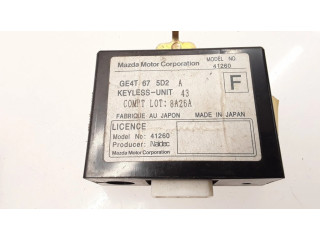 Mazda Motor Corporation
MODEL NO.
41260
GE4T 67 5D2 A
KEYLESS-UNIT 43
F
LOT: 8A26A
FABRIQUE AU JAPON MADE IN JAPAN
LICENCE
Model No: 41260
Producer: Naldec
Mazda Motor Corporation